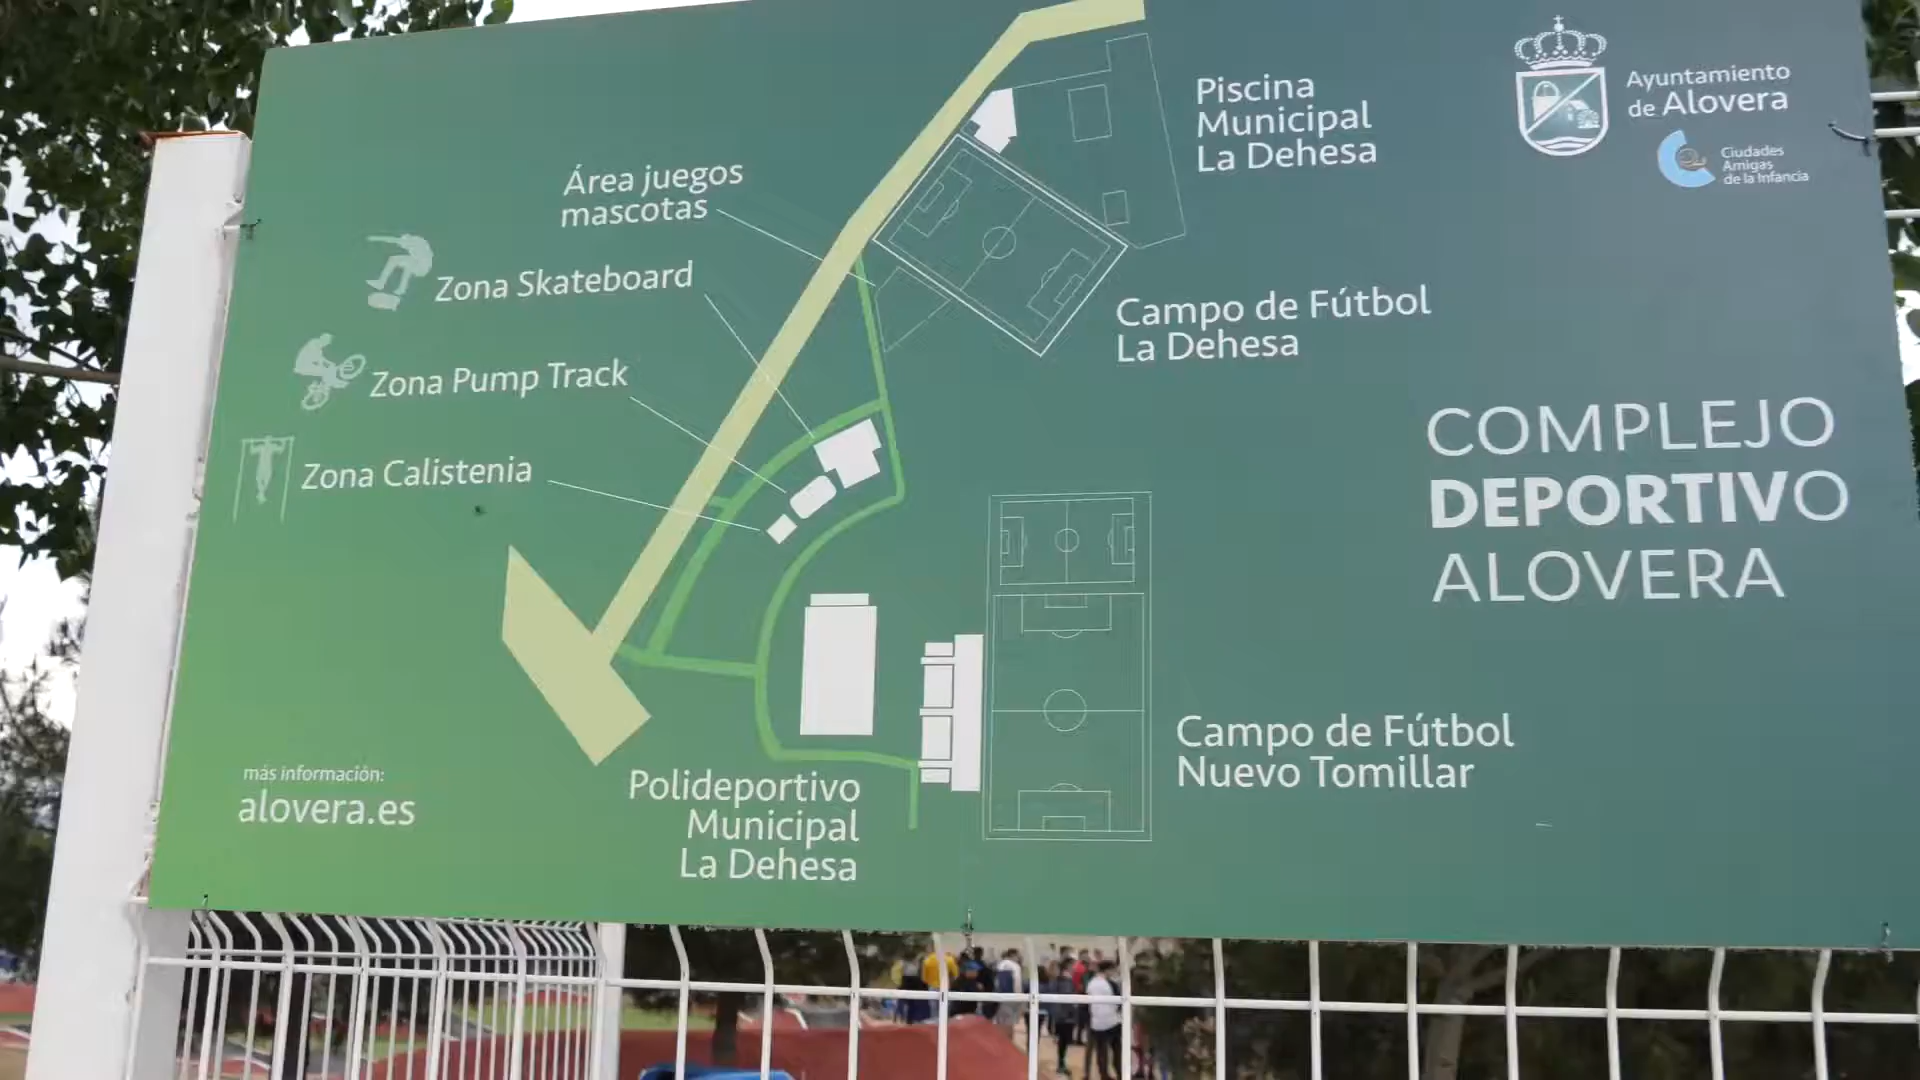 Piscina
Municipal
La Dehesa
Ayuntamiento
de Alovera
Ciudades
Amigas
de la Infancia
Área juegos
mascotas
Zona Skateboard
Zona Pump Track
Zona Calistenia
Campo de Fútbol
La Dehesa
COMPLEJO
DEPORTIVO
ALOVERA
Campo de Fútbol
Nuevo Tomillar
Polideportivo
Municipal
La Dehesa
más información:
alovera.es